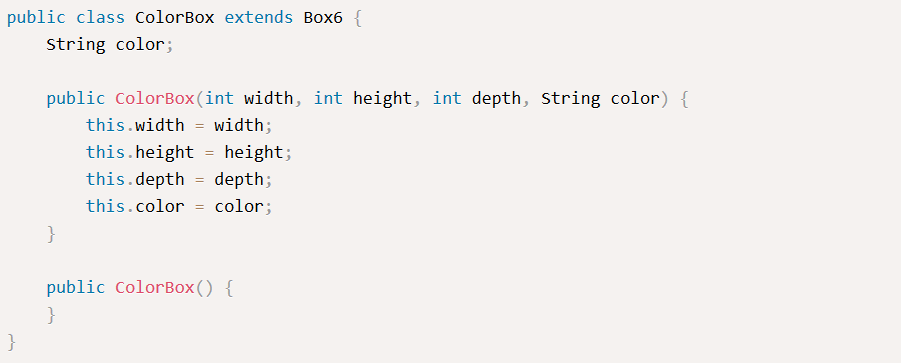 public class ColorBox extends Box6 {
    String color;

    public ColorBox(int width, int height, int depth, String color) {
        this.width = width;
        this.height = height;
        this.depth = depth;
        this.color = color;
    }

    public ColorBox() {
    }
}